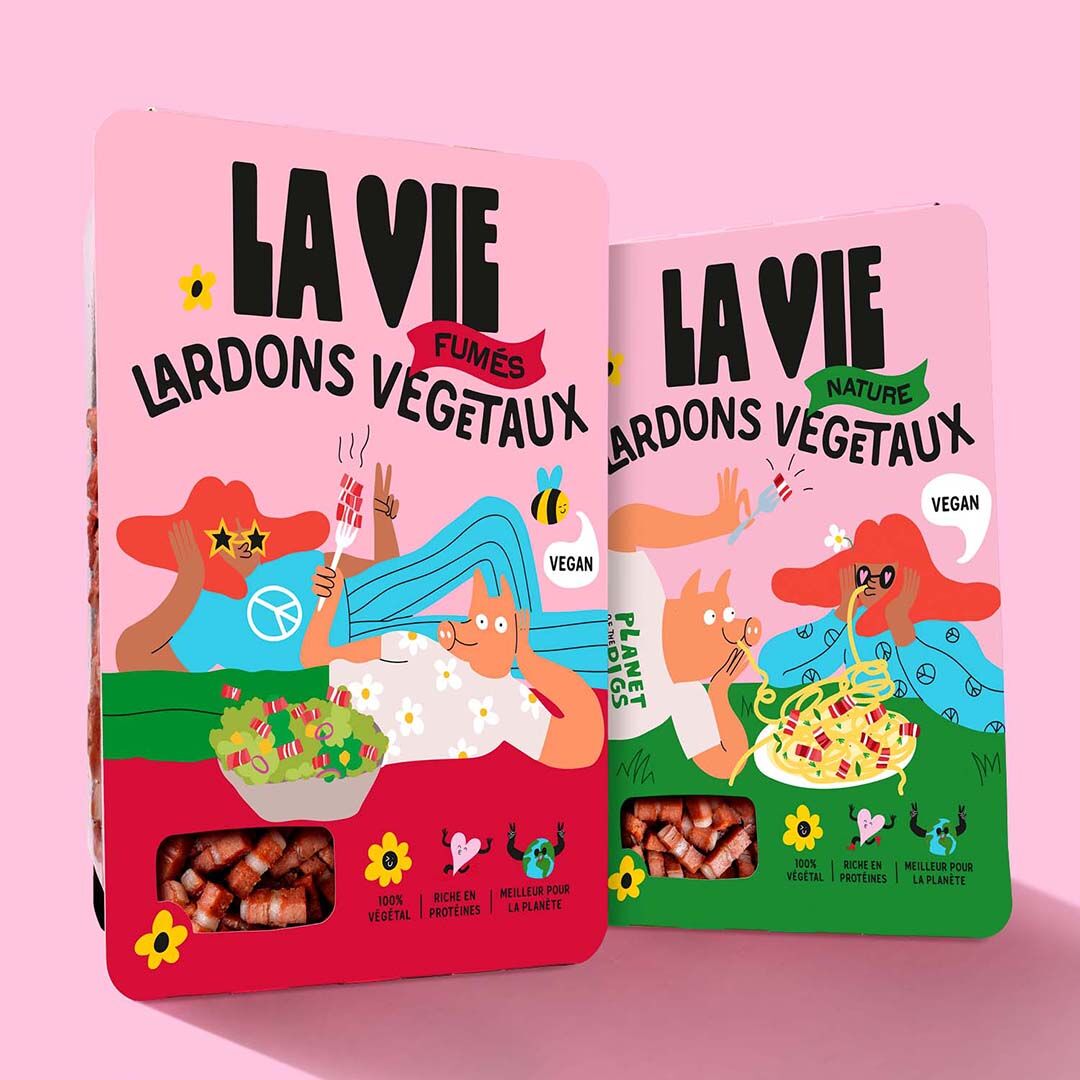 LA VIE
FUMÉS
LARDONS VÉGÉTAUX
VEGAN
100%
VÉGÉTAL
RICHE EN
PROTÉINES
MEILLEUR POUR
LA PLANÈTE
LA VIE
NATURE
LARDONS VÉGÉTAUX
VEGAN
PLANET
OF THE
PIGS
100%
VÉGÉTAL
RICHE EN
PROTÉINES
MEILLEUR POUR
LA PLANÈTE